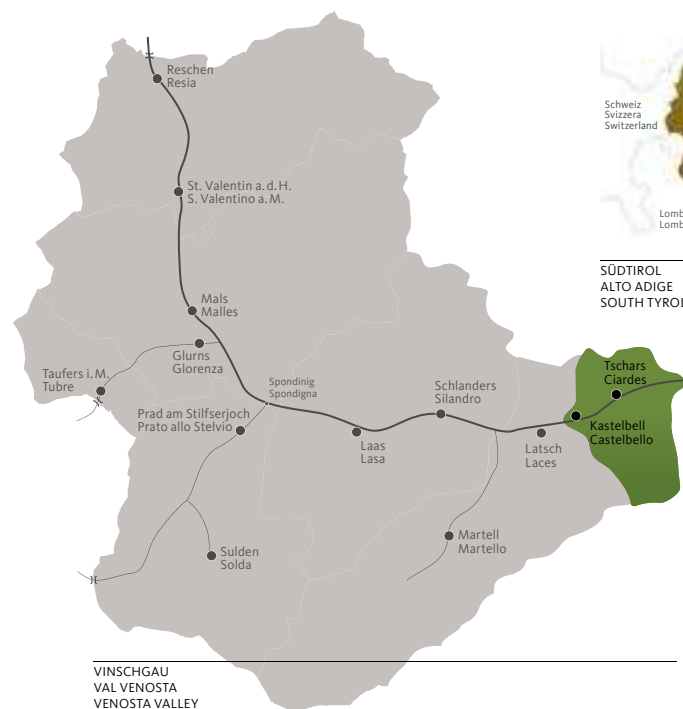 Reschen
Resia
Schweiz
Svizzera
Switzerland
St. Valentin a.d.H.
S. Valentino a.M.
SÜDTIROL
ALTO ADIGE
SOUTH
Mals
Malles
Glurns
Glorenza
Taufers i.M.
Tubre
Spondinig
Spondigna
Tschars
Ciardes
Schlanders
Silandro
Prad am Stilfserjoch
Prato allo Stelvio
Kastelbell
Castelbello
Laas
Lasa
Latsch
Laces
Martell
Martello
Sulden
Solda
VINSCHGAU
VAL VENOSTA
VENOSTA VALLEY